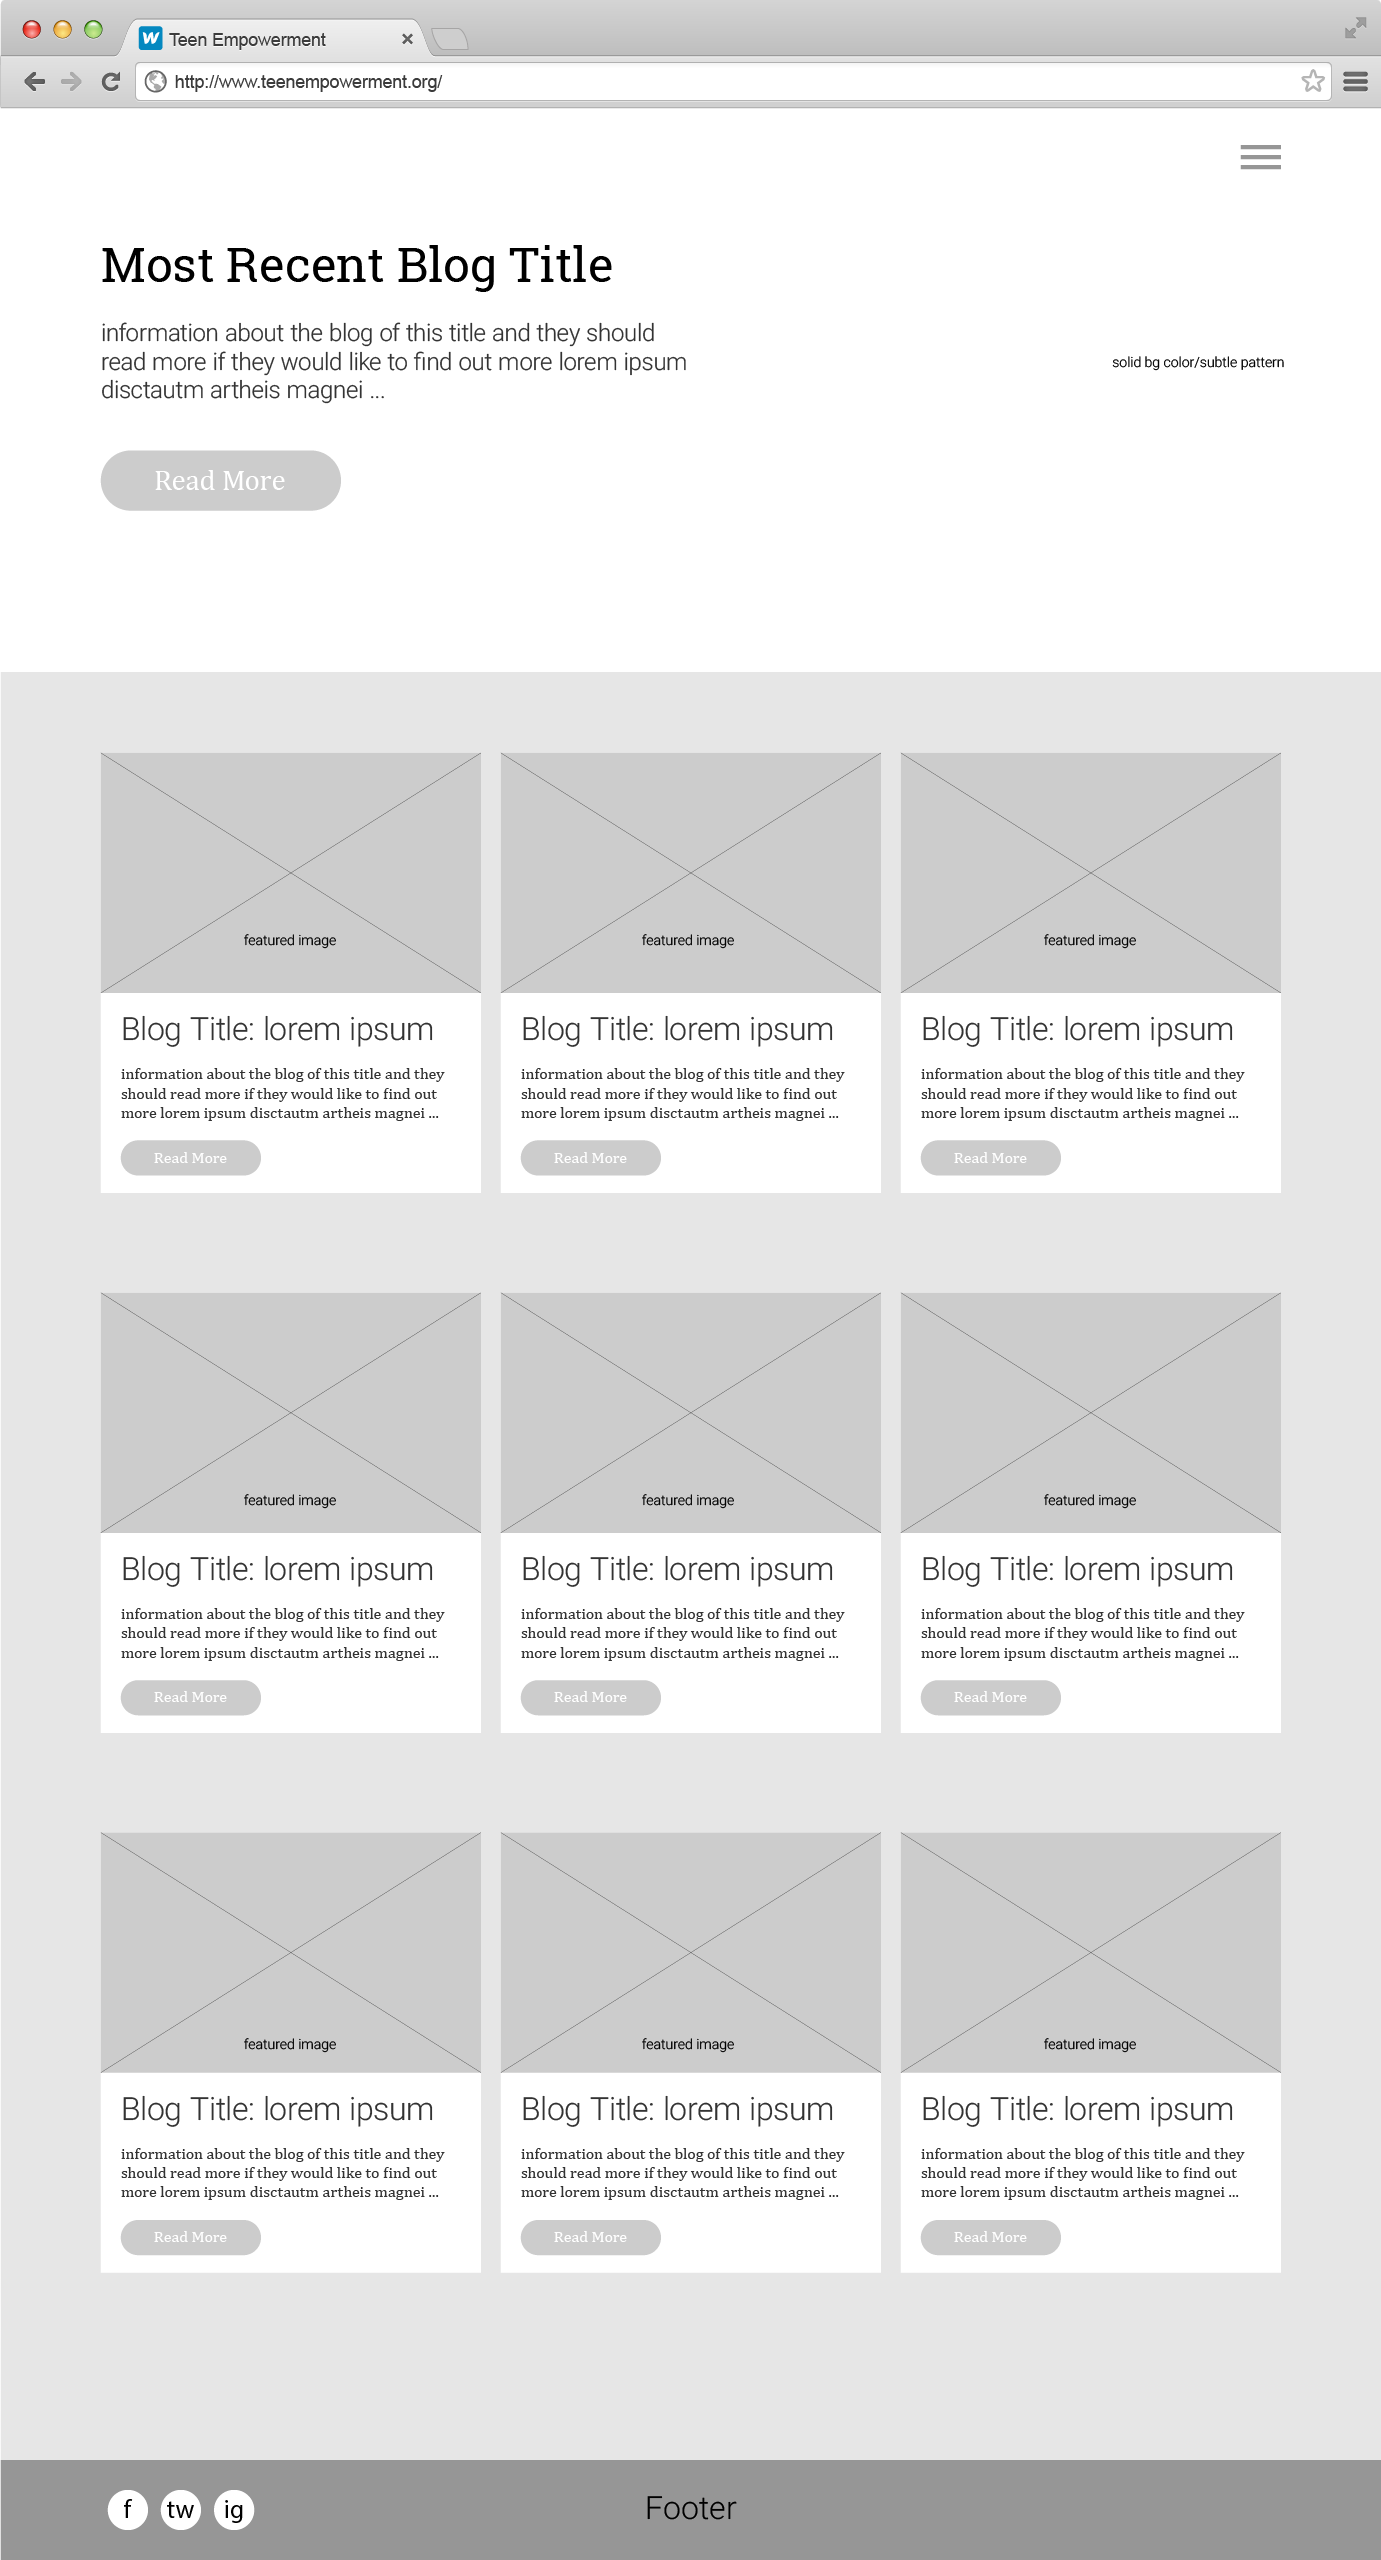 Teen Empowerment
http://www.teenempowerment.org/
Most Recent Blog Title
information about the blog of this title and they should
read more if they would like to find out more lorem ipsum
disctautm artheis magnei ...
solid bg color/subtle pattern
Read More
featured image
Blog Title: lorem ipsum
information about the blog of this title and they
should read more if they would like to find out
more lorem ipsum disctautm artheis magnei ...
Read More
featured image
Blog Title: lorem ipsum
information about the blog of this title and they
should read more if they would like to find out
more lorem ipsum disctautm artheis magnei ...
Read More
featured image
Blog Title: lorem ipsum
information about the blog of this title and they
should read more if they would like to find out
more lorem ipsum disctautm artheis magnei ...
Read More
featured image
Blog Title: lorem ipsum
information about the blog of this title and they
should read more if they would like to find out
more lorem ipsum disctautm artheis magnei ...
Read More
featured image
Blog Title: lorem ipsum
information about the blog of this title and they
should read more if they would like to find out
more lorem ipsum disctautm artheis magnei ...
Read More
featured image
Blog Title: lorem ipsum
information about the blog of this title and they
should read more if they would like to find out
more lorem ipsum disctautm artheis magnei ...
Read More
featured image
Blog Title: lorem ipsum
information about the blog of this title and they
should read more if they would like to find out
more lorem ipsum disctautm artheis magnei ...
Read More
featured image
Blog Title: lorem ipsum
information about the blog of this title and they
should read more if they would like to find out
more lorem ipsum disctautm artheis magnei ...
Read More
featured image
Blog Title: lorem ipsum
information about the blog of this title and they
should read more if they would like to find out
more lorem ipsum disctautm artheis magnei ...
Read More
f tw ig
Footer